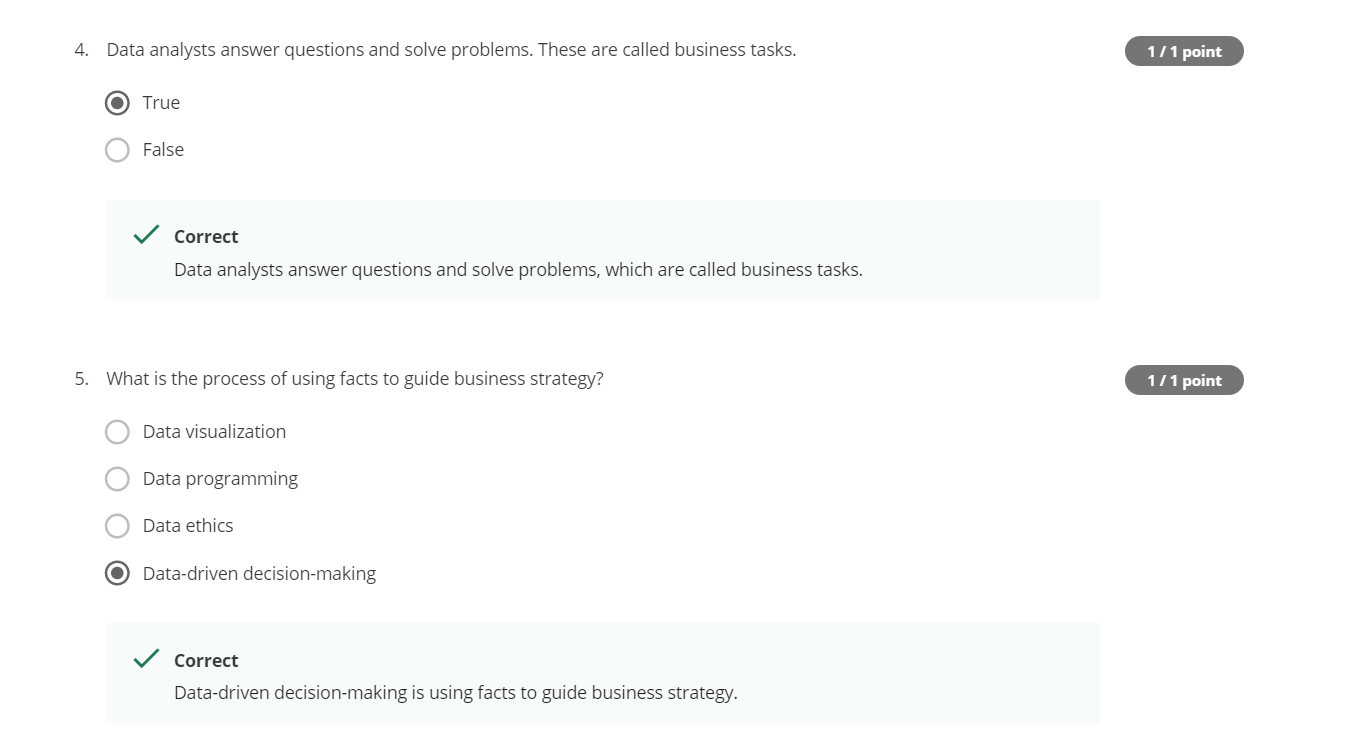 4. Data analysts answer questions and solve problems. These are called business tasks.
1 / 1 point
True
False
Correct
Data analysts answer questions and solve problems, which are called business tasks.
5. What is the process of using facts to guide business strategy?
1 / 1 point
Data visualization
Data programming
Data ethics
Data-driven decision-making
Correct
Data-driven decision-making is using facts to guide business strategy.